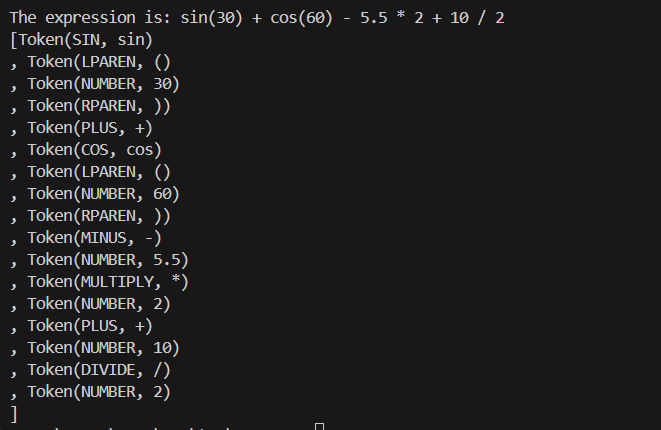 The expression is: sin(30) + cos(60) - 5.5 * 2 + 10 / 2
[Token(SIN, sin)
, Token(LPAREN, ()
, Token(NUMBER, 30)
, Token(RPAREN, ))
, Token(PLUS, +)
, Token(COS, cos)
, Token(LPAREN, ()
, Token(NUMBER, 60)
, Token(RPAREN, ))
, Token(MINUS, -)
, Token(NUMBER, 5.5)
, Token(MULTIPLY, *)
, Token(NUMBER, 2)
, Token(PLUS, +)
, Token(NUMBER, 10)
, Token(DIVIDE, /)
, Token(NUMBER, 2)
]